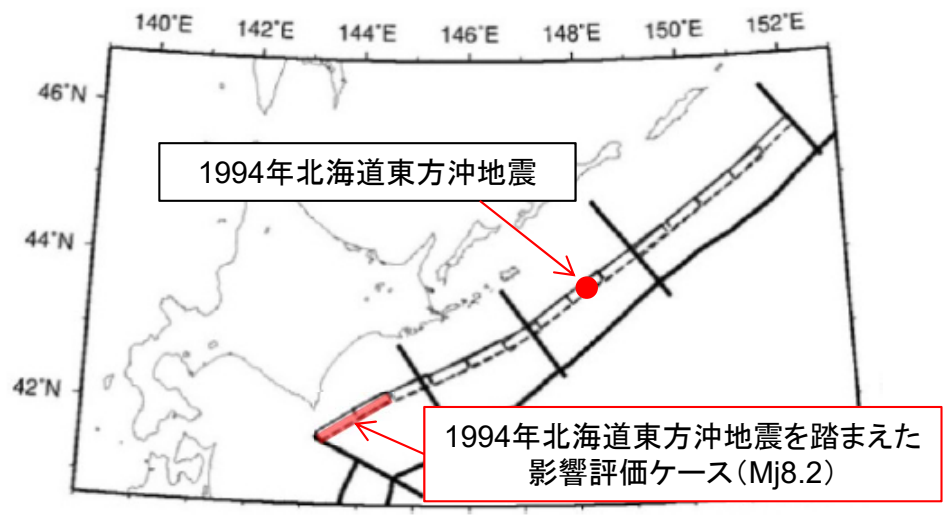 140°E 142°E 144°E 146°E 148°E 150°E 152°E
46°N
1994年北海道東方沖地震
44°N
42°N
1994年北海道東方沖地震を踏まえた
影響評価ケース（Mj8.2）